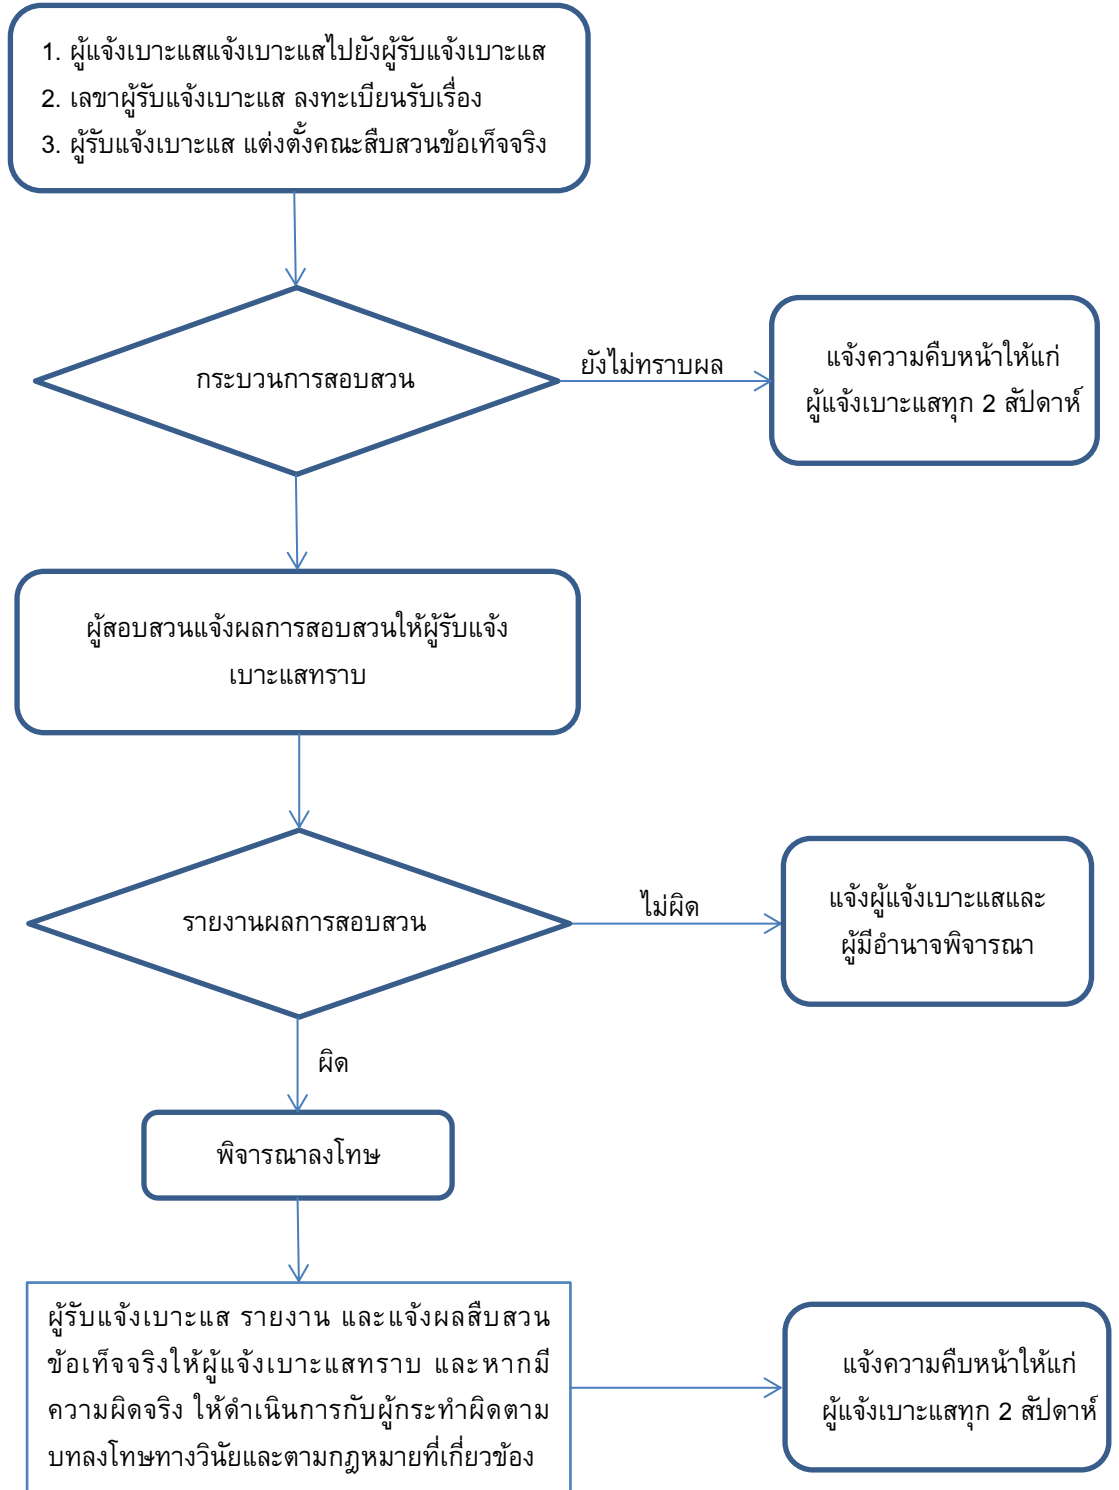 1. ผู้แจ้งเบาะแสแจ้งเบาะแสไปยังผู้รับแจ้งเบาะแส
2. เลขาผู้รับแจ้งเบาะแส ลงทะเบียนรับเรื่อง
3. ผู้รับแจ้งเบาะแส แต่งตั้งคณะสืบสวนข้อเท็จจริง
กระบวนการสอบสวน
ยังไม่ทราบผล
แจ้งความคืบหน้าให้แก่
ผู้แจ้งเบาะแสทุก 2 สัปดาห์
ผู้สอบสวนแจ้งผลการสอบสวนให้ผู้รับแจ้ง
เบาะแสทราบ
รายงานผลการสอบสวน
ไม่ผิด
แจ้งผู้แจ้งเบาะแสและ
ผู้มีอำนาจพิจารณา
ผิด
พิจารณาลงโทษ
ผู้รับแจ้งเบาะแส รายงาน และแจ้งผลสืบสวน
ข้อเท็จจริงให้ผู้แจ้งเบาะแสทราบ และหากมี
ความผิดจริง ให้ดำเนินการกับผู้กระทำผิดตาม
บทลงโทษทางวินัยและตามกฎหมายที่เกี่ยวข้อง
แจ้งความคืบหน้าให้แก่
ผู้แจ้งเบาะแสทุก 2 สัปดาห์